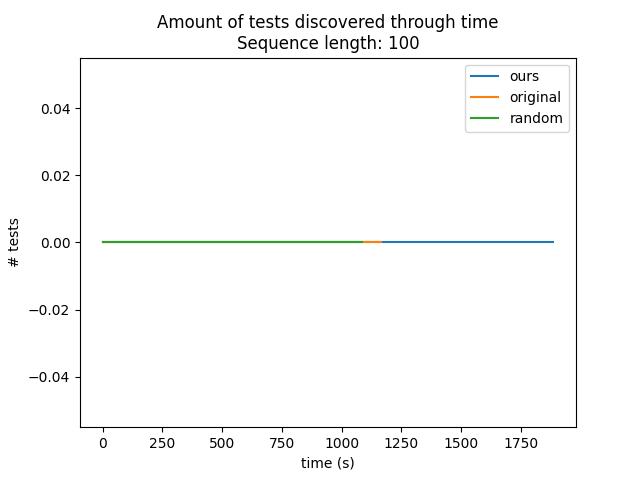 Amount of tests discovered through time
Sequence length: 100
ours
original
random
# tests
0.04
0.02
0.00
−0.02
−0.04
0
250
500
750
1000
1250
1500
1750
time (s)